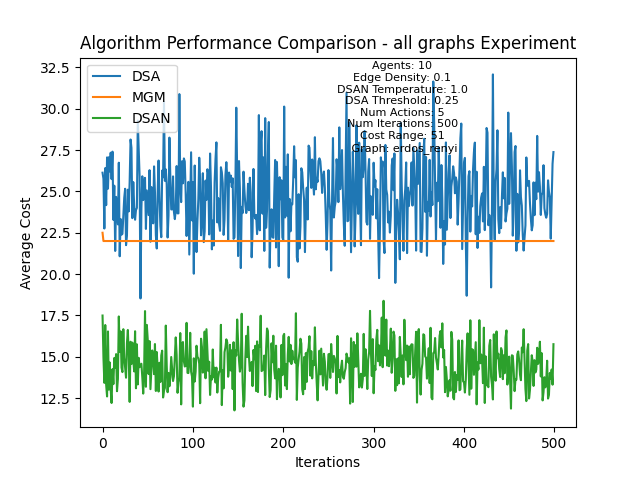 Algorithm Performance Comparison - all graphs Experiment
DSA
MGM
DSAN
Agents: 10
Edge Density: 0.1
DSAN Temperature: 1.0
DSA Threshold: 0.25
Num Actions: 5
Num Iterations: 500
Cost Range: 51
Graph: erdos_renyi
Average Cost
32.5
30.0
27.5
25.0
22.5
20.0
17.5
15.0
12.5
0 100 200 300 400 500
Iterations